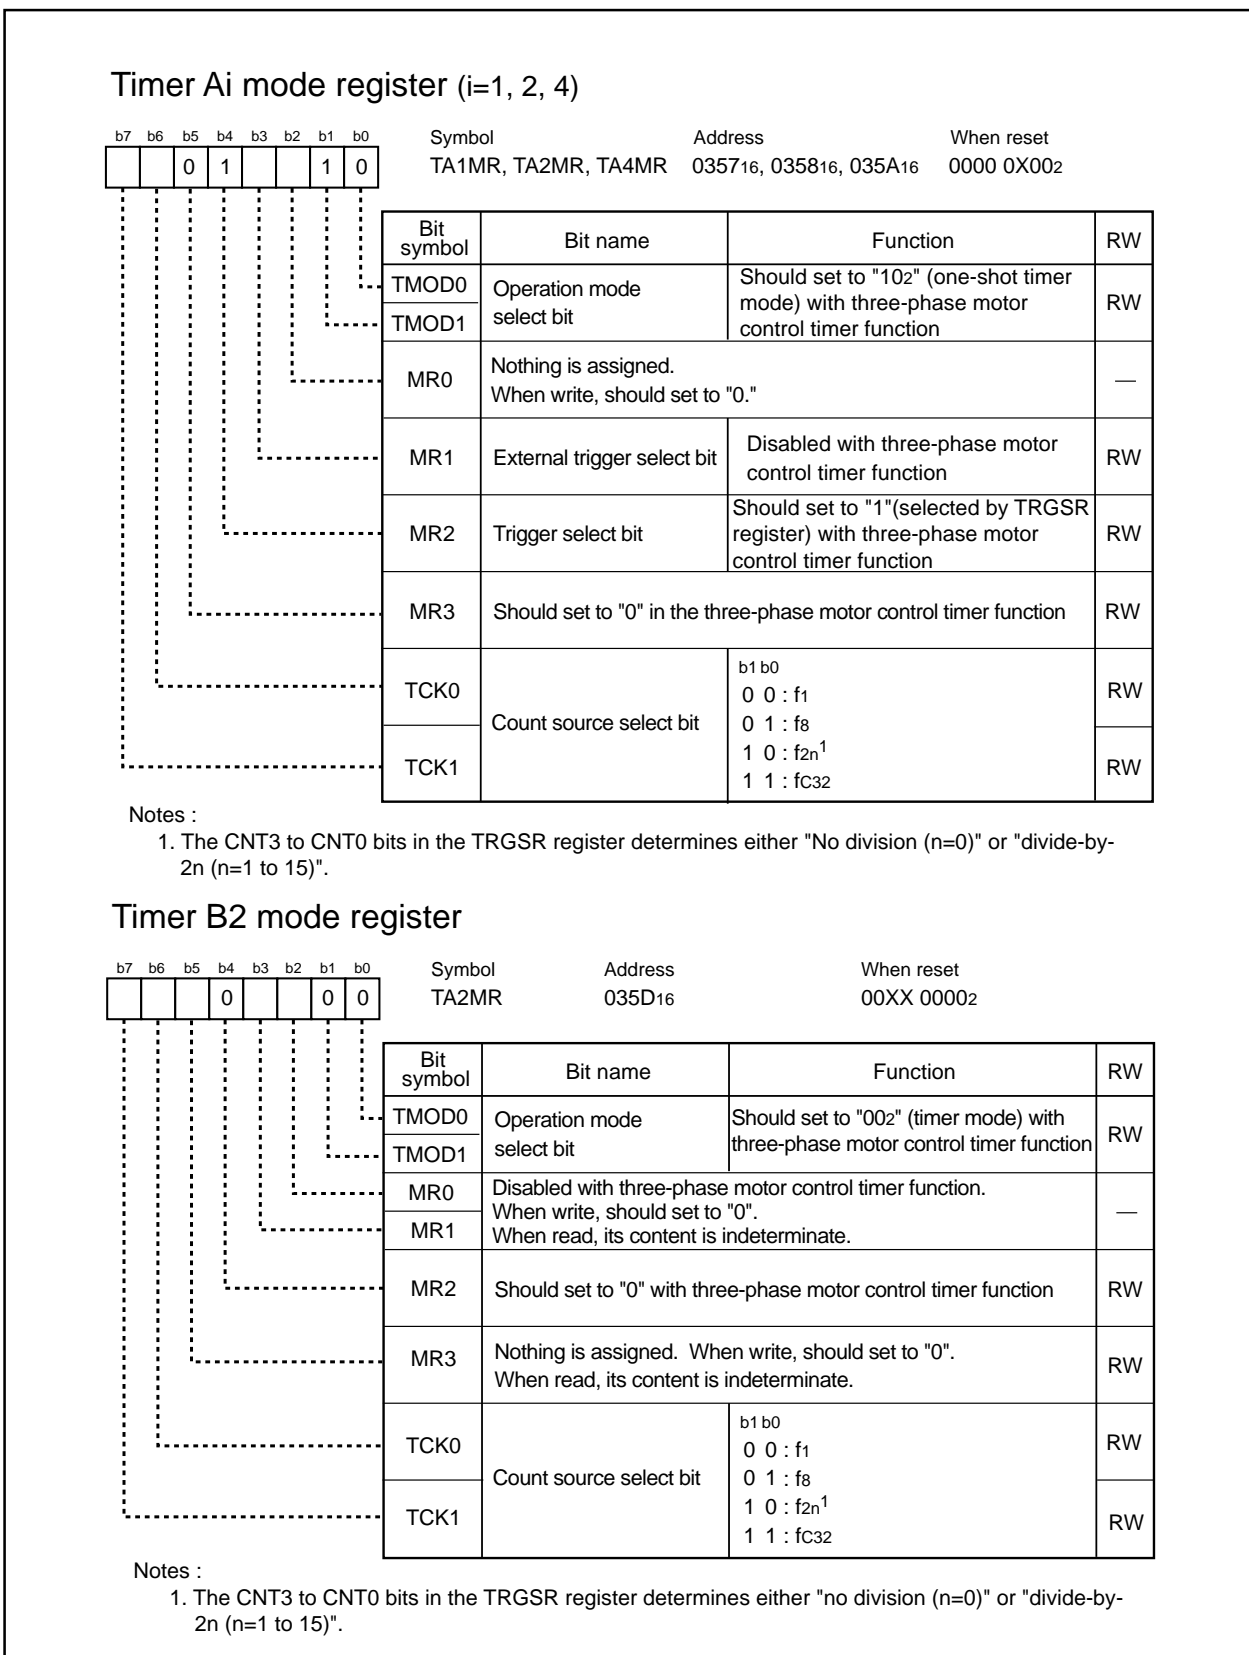 Timer Ai mode register (i=1, 2, 4)
b7 b6 b5 b4 b3 b2 b1 b0
0 1 1 0
Symbol Address When reset
TA1MR, TA2MR, TA4MR 035716, 035816, 035A16 0000 0X002
Bit symbol Bit name Function RW
TMOD0
TMOD1
Operation mode
select bit
Should set to "102" (one-shot timer
mode) with three-phase motor
control timer function
RW
MR0
Nothing is assigned.
When write, should set to "0."
—
MR1
External trigger select bit
Disabled with three-phase motor
control timer function
RW
MR2
Trigger select bit
Should set to "1"(selected by TRGSR
register) with three-phase motor
control timer function
RW
MR3
Should set to "0" in the three-phase motor control timer function
RW
TCK0
TCK1
Count source select bit
b1 b0
0 0 : f1
0 1 : f8
1 0 : f2n1
1 1 : fC32
RW
RW
Notes :
1. The CNT3 to CNT0 bits in the TRGSR register determines either "No division (n=0)" or "divide-by-
2n (n=1 to 15)".
Timer B2 mode register
b7 b6 b5 b4 b3 b2 b1 b0
0 0 0
Symbol Address When reset
TA2MR 035D16 00XX 00002
Bit symbol Bit name Function RW
TMOD0
TMOD1
Operation mode
select bit
Should set to "002" (timer mode) with
three-phase motor control timer function
RW
MR0
MR1
Disabled with three-phase motor control timer function.
When write, should set to "0".
When read, its content is indeterminate.
—
MR2
Should set to "0" with three-phase motor control timer function
RW
MR3
Nothing is assigned. When write, should set to "0".
When read, its content is indeterminate.
RW
TCK0
TCK1
Count source select bit
b1 b0
0 0 : f1
0 1 : f8
1 0 : f2n1
1 1 : fC32
RW
RW
Notes :
1. The CNT3 to CNT0 bits in the TRGSR register determines either "no division (n=0)" or "divide-by-
2n (n=1 to 15)".